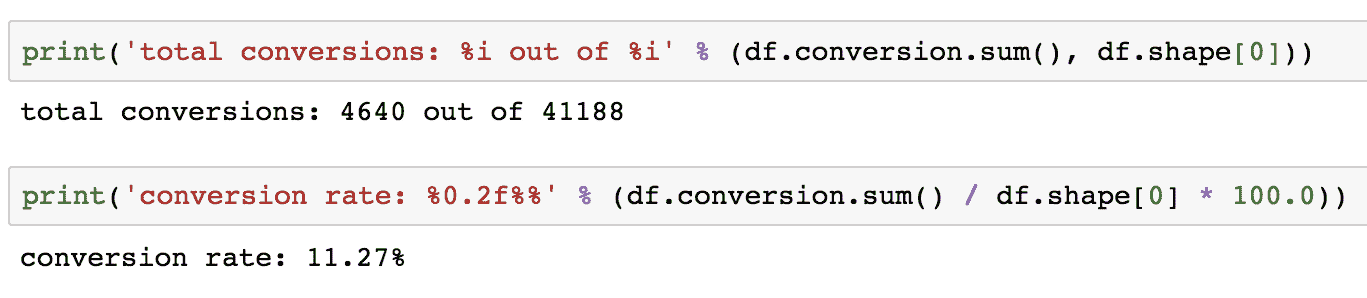 print('total conversions: %i out of %i' % (df.conversion.sum(), df.shape[0]))
total conversions: 4640 out of 41188
print('conversion rate: %0.2f%%' % (df.conversion.sum() / df.shape[0] * 100.0))
conversion rate: 11.27%